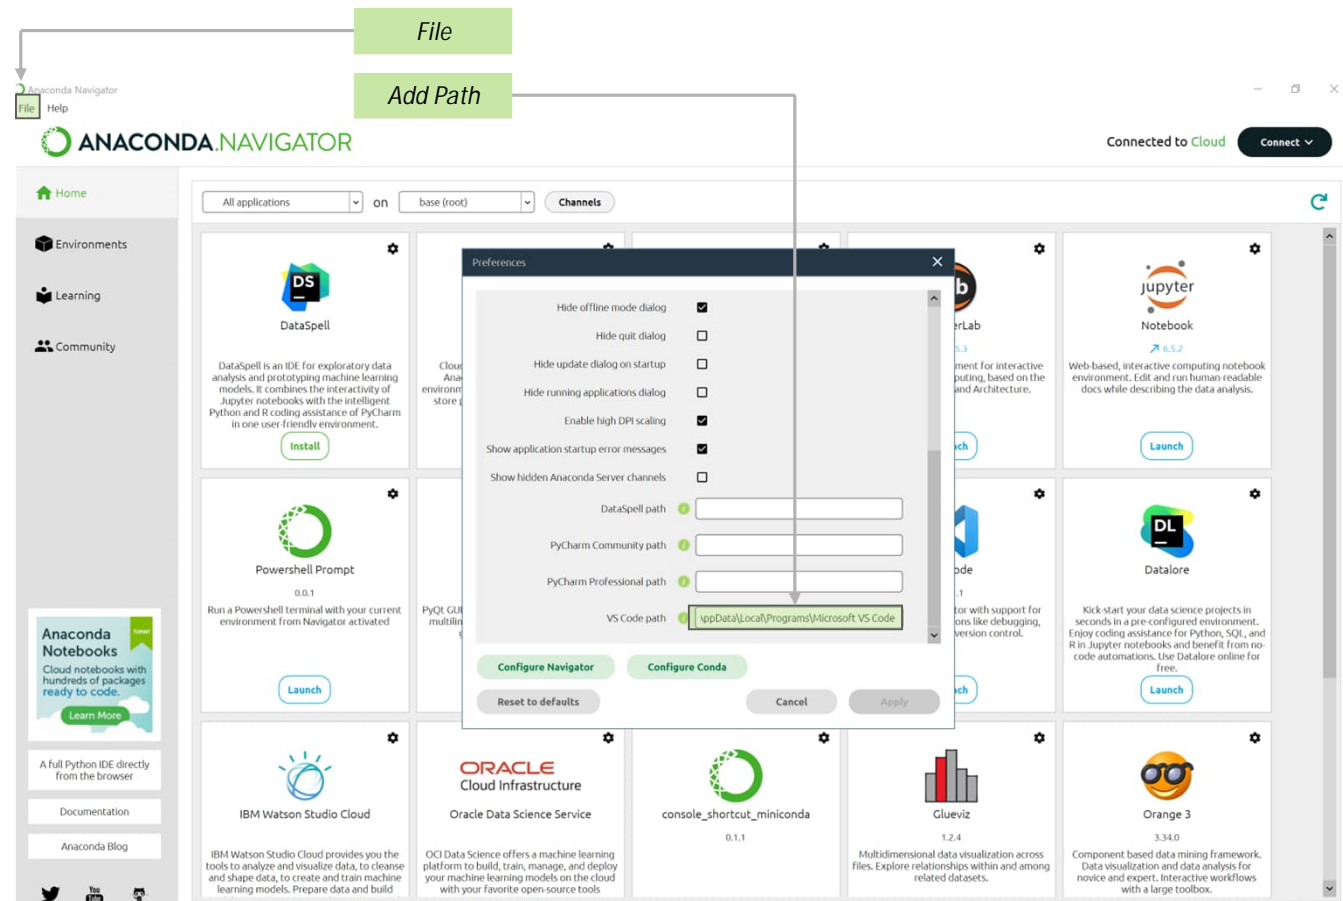 File
Add Path
Anaconda Navigator
File Help
ANACONDA.NAVIGATOR
Connected to Cloud
Connect
Home
Environments
Learning
Community
All applications
on
base (root)
Channels
DS
DataSpell
DataSpell is an IDE for exploratory data
analysis and prototyping machine learning
models. It combines the interactivity of
Jupyter notebooks with the intelligent
Python and R coding assistance of PyCharm
in one user-friendly environment.
Install
Preferences
Hide offline mode dialog
Hide quit dialog
Hide update dialog on startup
Hide running applications dialog
Enable high DPI scaling
Show application startup error messages
Show hidden Anaconda Server channels
DataSpell path
PyCharm Community path
PyCharm Professional path
VS Code path
\ppData\Local\Programs\Microsoft VS Code
Configure Navigator
Configure Conda
Reset to defaults
Cancel
Apply
jupyter
Notebook
6.5.2
Web-based, interactive computing notebook
environment. Edit and run human-readable
docs while describing the data analysis.
Launch
Powershell Prompt
0.0.1
Run a Powershell terminal with your current
environment from Navigator activated
Launch
DL
Datalore
Kick-start your data science projects in
seconds in a pre-configured environment.
Enjoy coding assistance for Python, SQL, and
R in Jupyter notebooks and benefit from no-
code automations. Use Datalore online for
free.
Launch
Anaconda
Notebooks
New!
Cloud notebooks with
hundreds of packages
ready to code.
Learn More
A full Python IDE directly
from the browser
Documentation
Anaconda Blog
IBM Watson Studio Cloud
IBM Watson Studio Cloud provides you the
tools to analyze and visualize data, to cleanse
and shape data, to create and train machine
learning models. Prepare data and build
ORACLE
Cloud Infrastructure
Oracle Data Science Service
OCI Data Science offers a machine learning
platform to build, train, manage, and deploy
your machine learning models on the cloud
with your favorite open-source tools
console_shortcut_miniconda
0.1.1
Glueviz
1.2.4
Multidimensional data visualization across
files. Explore relationships within and among
related datasets.
Orange 3
3.34.0
Component based data mining framework.
Data visualization and data analysis for
novice and expert. Interactive workflows
with a large toolbox.